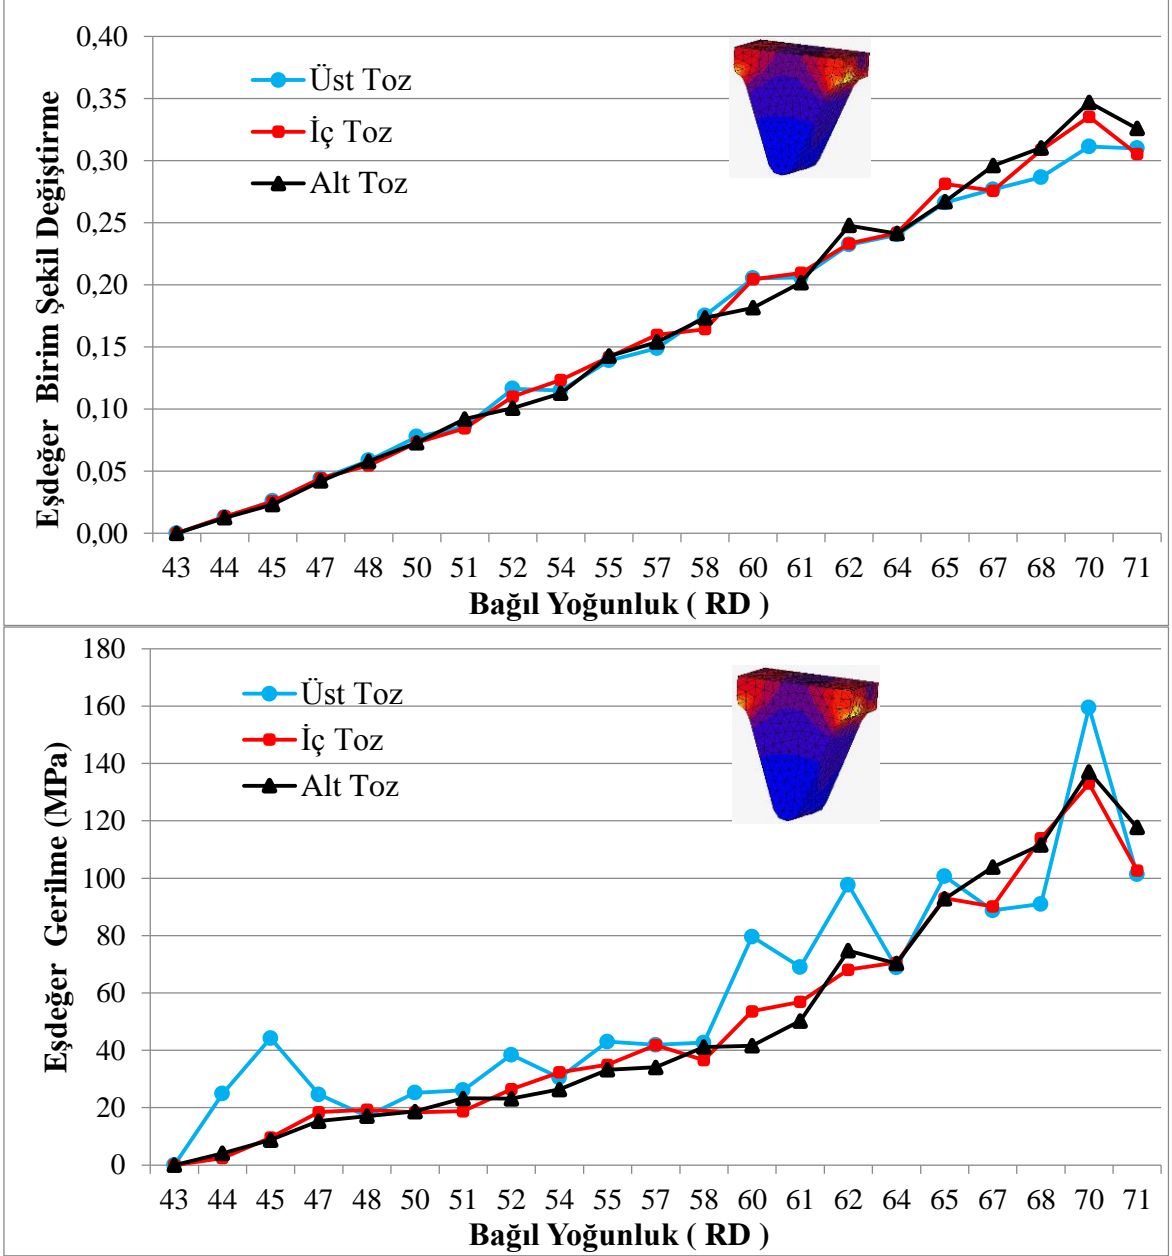 0,40
0,35
0,30
0,25
0,20
0,15
0,10
0,05
0,00
Eşdeğer Birim Şekil Değiştirme
Üst Toz
İç Toz
Alt Toz
43 44 45 47 48 50 51 52 54 55 57 58 60 61 62 64 65 67 68 70 71
Bağıl Yoğunluk ( RD )
180
160
140
120
100
80
60
40
20
0
Eşdeğer Gerilme (MPa)
Üst Toz
İç Toz
Alt Toz
43 44 45 47 48 50 51 52 54 55 57 58 60 61 62 64 65 67 68 70 71
Bağıl Yoğunluk ( RD )